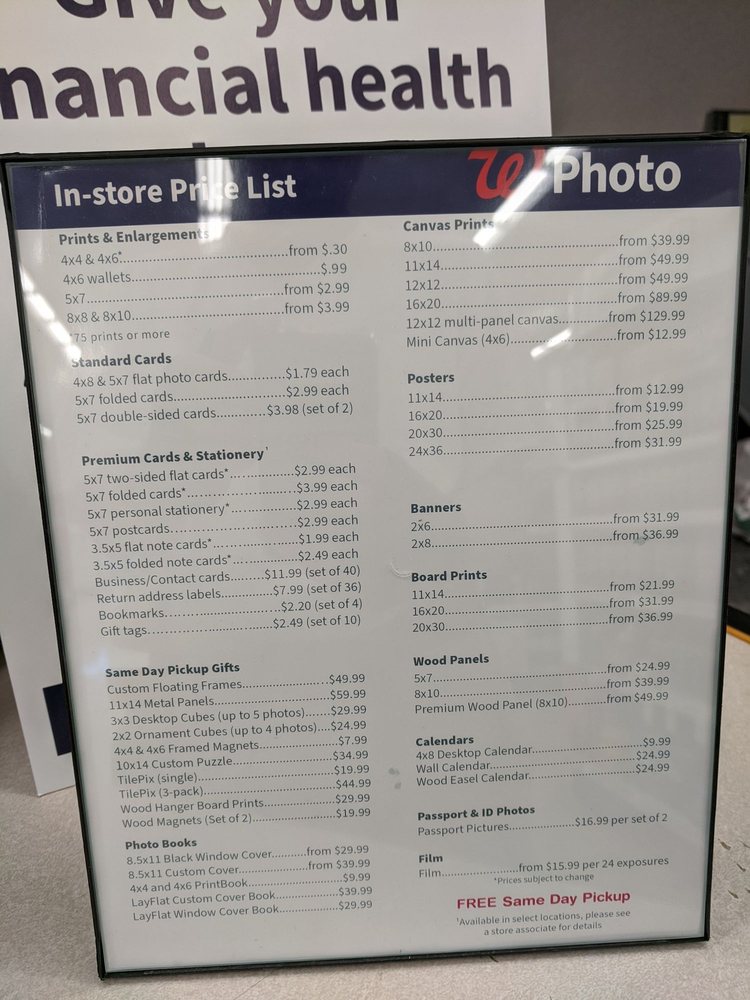 Give your
nancial health
In-store Price List
W Photo
Prints & Enlargements
4x4 & 4x6*........from $.30
4x6 wallets........$.99
5x7........from $2.99
8x8 & 8x10........from $3.99
*75 prints or more
Standard Cards
4x8 & 5x7 flat photo cards........$1.79 each
5x7 folded cards........$2.99 each
5x7 double-sided cards........$3.98 (set of 2)
Premium Cards & Stationery¹
5x7 two-sided flat cards*........$2.99 each
5x7 folded cards*........$3.99 each
5x7 personal stationery*........$2.99 each
5x7 postcards........$2.99 each
3.5x5 flat note cards*........$1.99 each
3.5x5 folded note cards*........$2.49 each
Business/Contact cards........$11.99 (set of 40)
Return address labels........$7.99 (set of 36)
Bookmarks........$2.20 (set of 4)
Gift tags........$2.49 (set of 10)
Same Day Pickup Gifts
Custom Floating Frames........$49.99
11x14 Metal Panels........$59.99
3x3 Desktop Cubes (up to 5 photos)........$29.99
2x2 Ornament Cubes (up to 4 photos)....$24.99
4x4 & 4x6 Framed Magnets........$7.99
10x14 Custom Puzzle........$34.99
TilePix (single)........$19.99
TilePix (3-pack)........$44.99
Wood Hanger Board Prints........$29.99
Wood Magnets (Set of 2)........$19.99
Photo Books
8.5x11 Black Window Cover........from $29.99
8.5x11 Custom Cover........from $39.99
4x4 and 4x6 PrintBook........$9.99
LayFlat Custom Cover Book........$39.99
LayFlat Window Cover Book........$29.99
Canvas Prints
8x10........from $39.99
11x14........from $49.99
12x12........from $49.99
16x20........from $89.99
12x12 multi-panel canvas........from $129.99
Mini Canvas (4x6)........from $12.99
Posters
11x14........from $12.99
16x20........from $19.99
20x30........from $25.99
24x36........from $31.99
Banners
2x6........from $31.99
2x8........from $36.99
Board Prints
11x14........from $21.99
16x20........from $31.99
20x30........from $36.99
Wood Panels
5x7........from $24.99
8x10........from $39.99
Premium Wood Panel (8x10)........from $49.99
Calendars
4x8 Desktop Calendar........$9.99
Wall Calendar........$24.99
Wood Easel Calendar........$24.99
Passport & ID Photos
Passport Pictures........$16.99 per set of 2
Film
Film........from $15.99 per 24 exposures
*Prices subject to change
FREE Same Day Pickup
¹Available in select locations, please see
a store associate for details